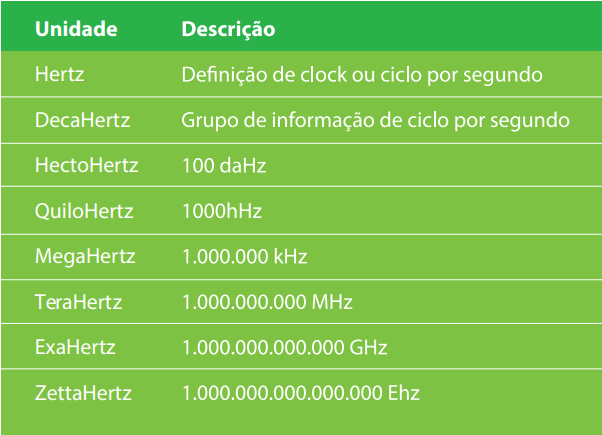 Unidade Descrição
Hertz Definição de clock ou ciclo por segundo
DecaHertz Grupo de informação de ciclo por segundo
HectoHertz 100 daHz
QuiloHertz 1000hHz
MegaHertz 1.000.000 kHz
TeraHertz 1.000.000.000 MHz
ExaHertz 1.000.000.000.000 GHz
ZettaHertz 1.000.000.000.000.000 Ehz